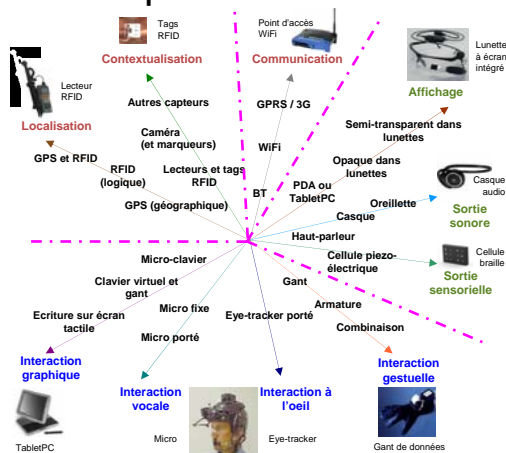 Tags
RFID
Point d'accès
WiFi
Lunette
à écran
intégré
Contextualisation
Communication
Affichage
Lecteur
RFID
Localisation
Autres capteurs
GPRS / 3G
Semi-transparent dans
lunettes
Caméra
(et marqueurs)
GPS et RFID
WiFi
Opaque dans
lunettes
RFID
(logique)
Lecteurs et tags
RFID
BT
PDA ou
TabletPC
Casque
audio
GPS (géographique)
Oreillette
Casque
Sortie
sonore
Haut-parleur
Micro-clavier
Cellule piezo-
électrique
Cellule
braille
Sortie
sensorielle
Clavier virtuel et
gant
Gant
Ecriture sur écran
tactile
Micro fixe
Eye-tracker porté
Armature
Micro porté
Combinaison
Interaction
graphique
Interaction
vocale
Interaction à
l'oeil
Interaction
gestuelle
TabletPC
Micro
Eye-tracker
Gant de données